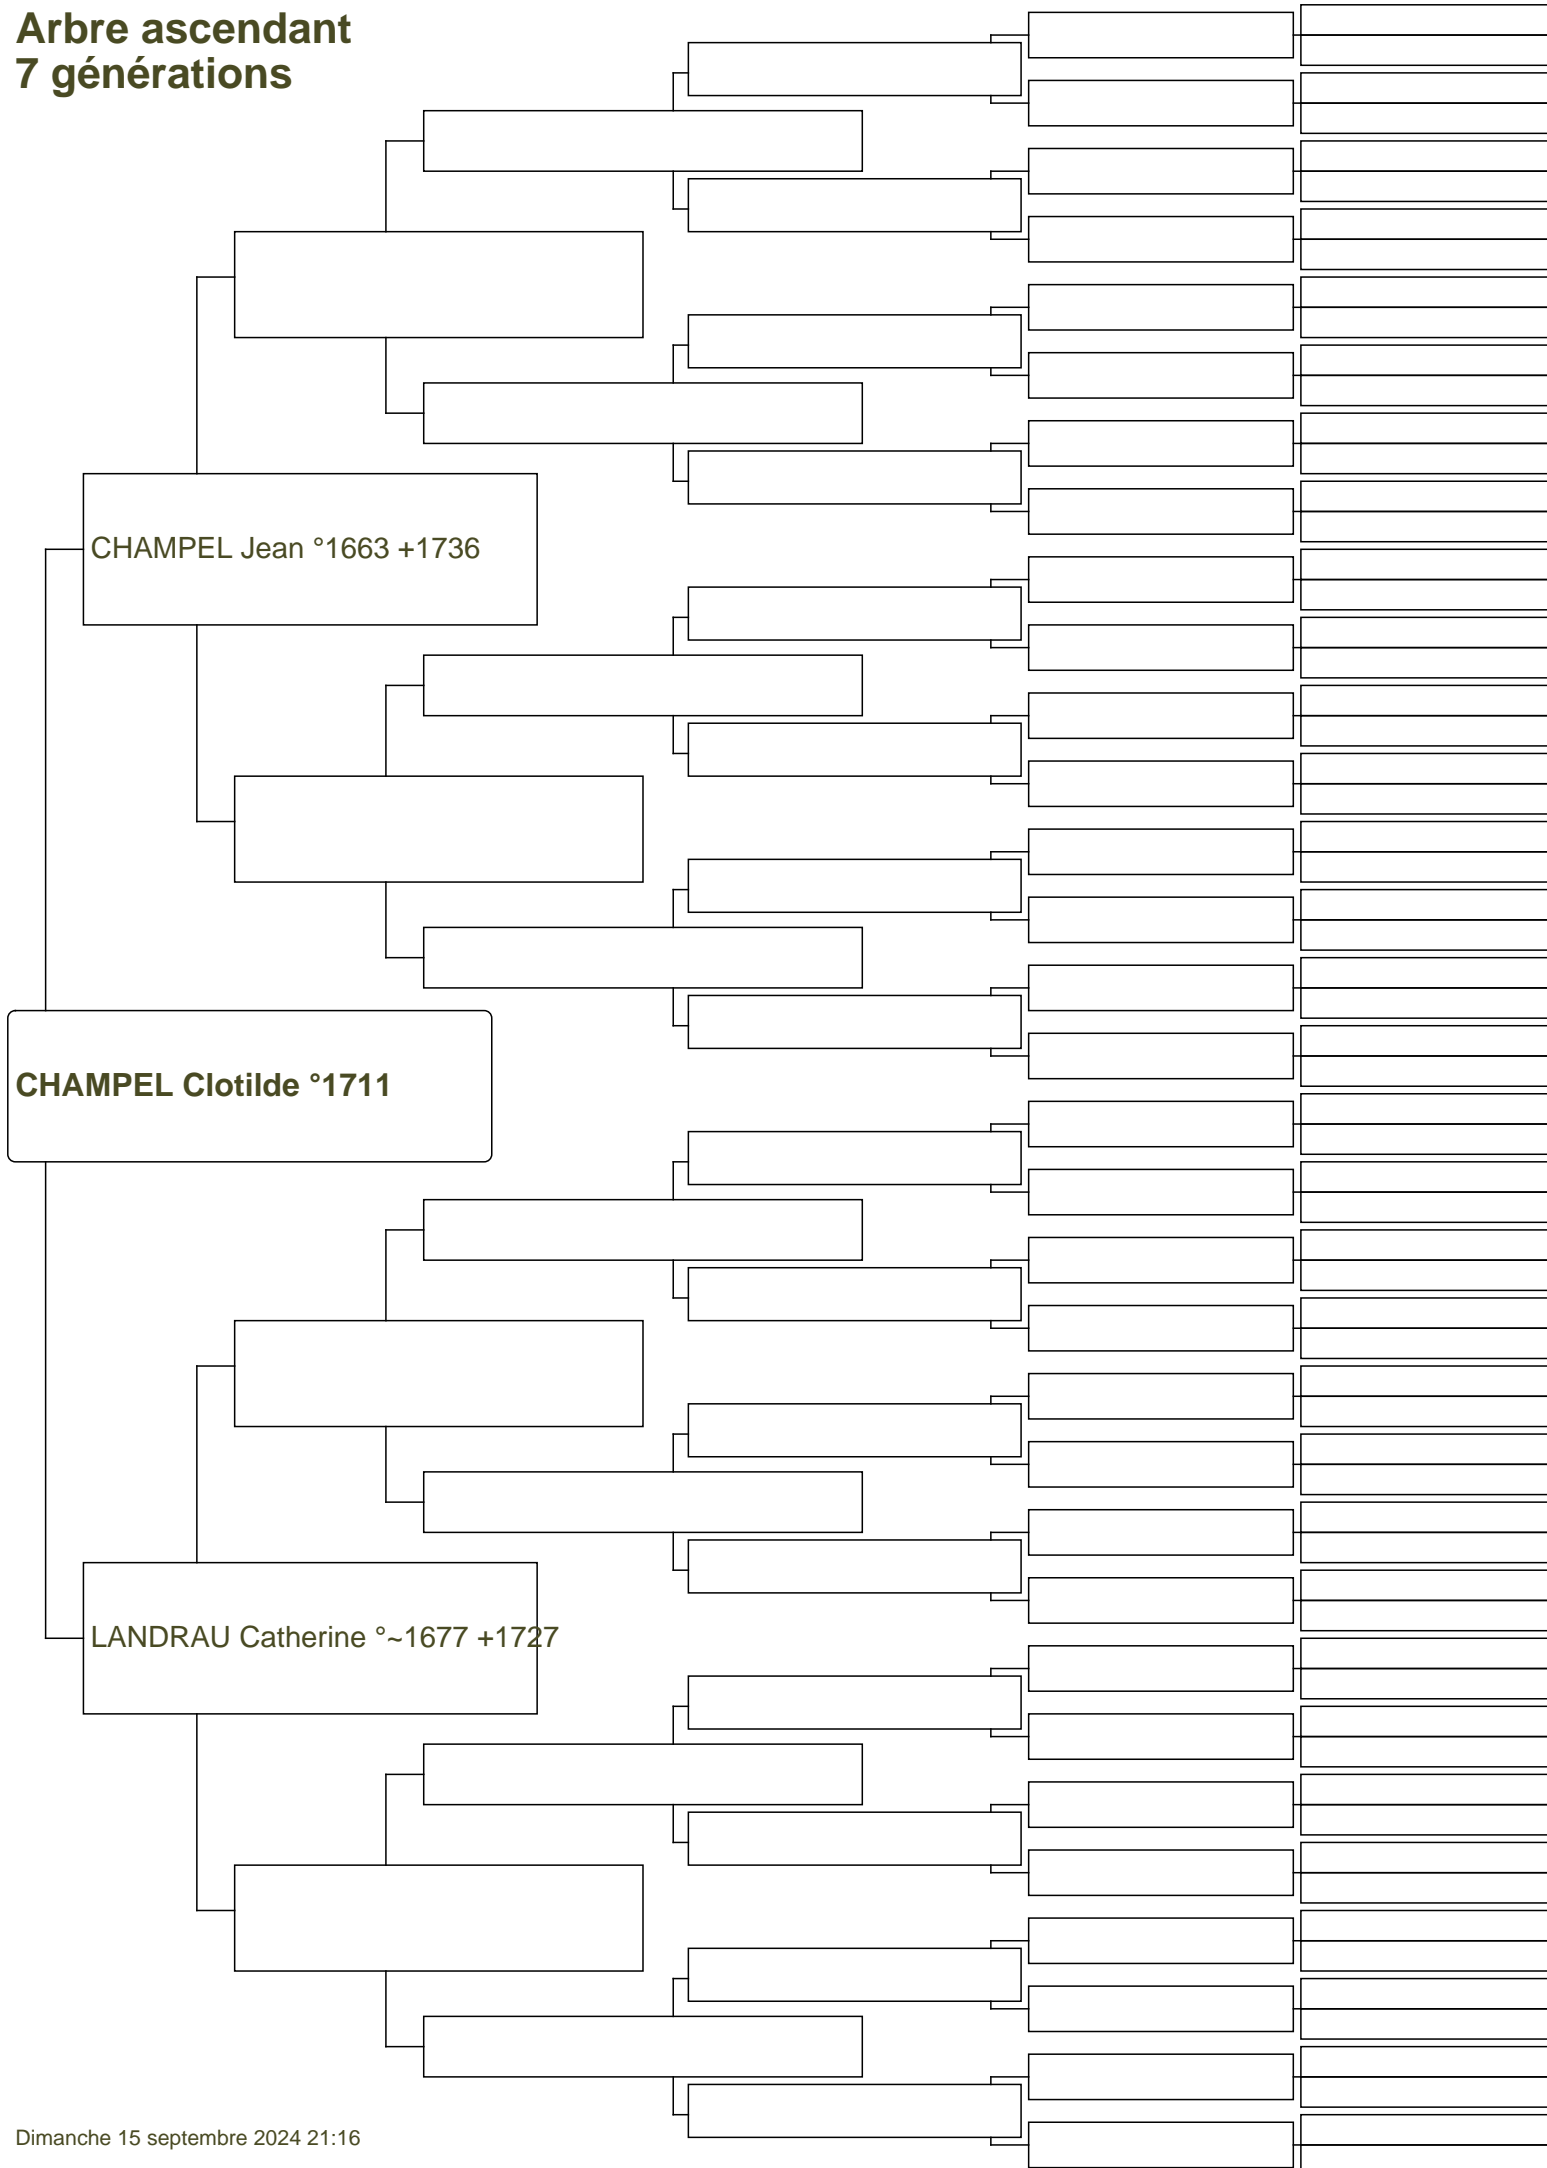 Arbre ascendant
7 générations
CHAMPEL Jean °1663 +1736
CHAMPEL Clotilde °1711
LANDRAU Catherine °~1677 +1727
Dimanche 15 septembre 2024 21:16